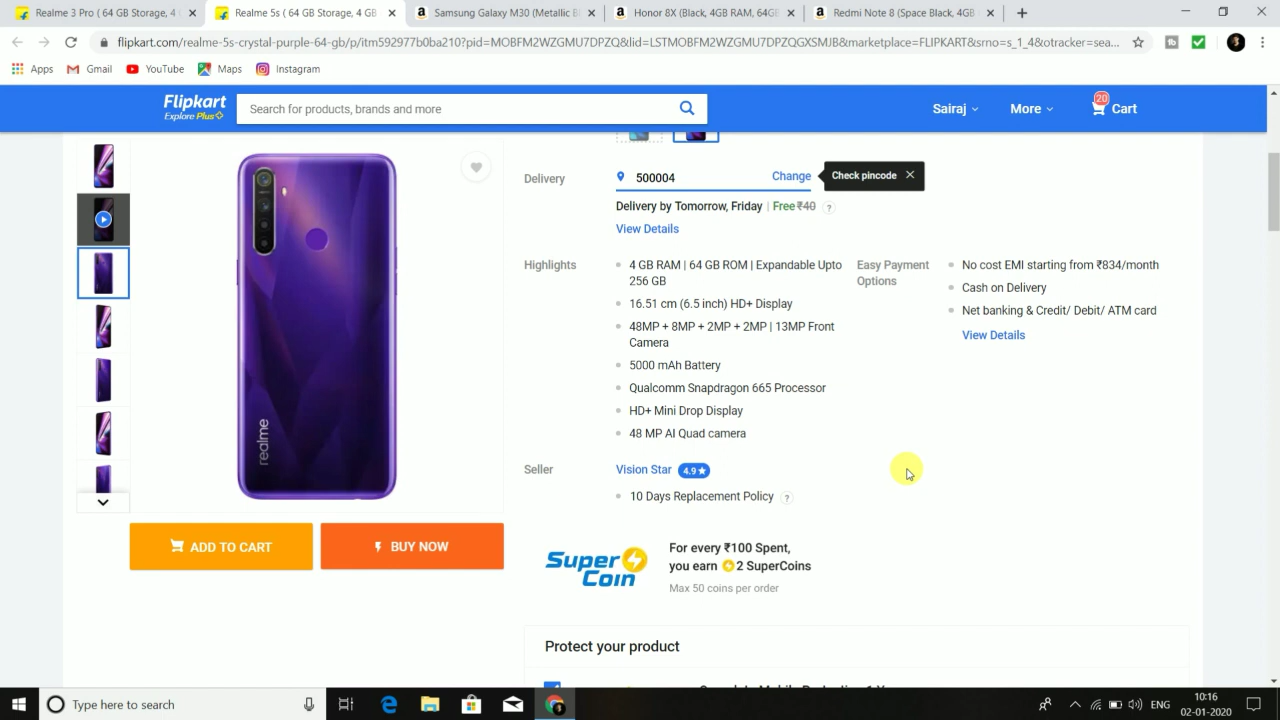 Realme 3 Pro ( 64 GB Storage, 4
Realme 5s ( 64 GB Storage, 4 GB
Samsung Galaxy M30 (Metallic Bl
Honor 8X (Black, 4GB RAM, 64G
Redmi Note 8 (Space Black, 4GB
flipkart.com/realme-5s-crystal-purple-64-gb/p/itm592977b0ba210?pid=MOBFM2WZGMU7DPZQ&lid=LSTMOBFM2WZGMU7DPZQGXSMJB&marketplace=FLIPKART&srno=s_1_4&otracker=sea...
Apps
Gmail
YouTube
Maps
Instagram
Flipkart
Explore Plus
Search for products, brands and more
Sairaj
More
20
Cart
realme
Delivery
500004
Change
Check pincode
Delivery by Tomorrow, Friday | Free ₹40 ?
View Details
Highlights
4 GB RAM | 64 GB ROM | Expandable Upto
256 GB
16.51 cm (6.5 inch) HD+ Display
48MP + 8MP + 2MP + 2MP | 13MP Front
Camera
5000 mAh Battery
Qualcomm Snapdragon 665 Processor
HD+ Mini Drop Display
48 MP AI Quad camera
Easy Payment
Options
No cost EMI starting from ₹834/month
Cash on Delivery
Net banking & Credit/ Debit/ ATM card
View Details
Seller
Vision Star 4.9★
10 Days Replacement Policy ?
ADD TO CART
BUY NOW
Super
Coin
For every ₹100 Spent,
you earn 2 SuperCoins
Max 50 coins per order
Protect your product
Type here to search
ENG
10:16
02-01-2020